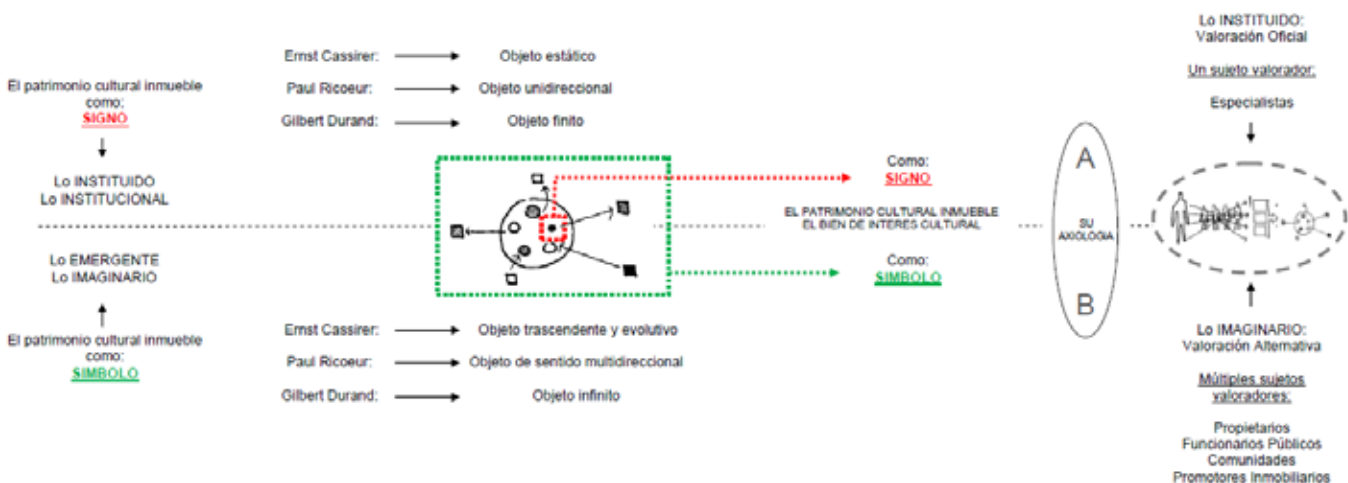 El patrimonio cultural inmueble
como:
SIGNO
Lo INSTITUIDO
Lo INSTITUCIONAL
Lo EMERGENTE
Lo IMAGINARIO
El patrimonio cultural inmueble
como:
SIMBOLO
Ernst Cassirer: Objeto estático
Paul Ricoeur: Objeto unidireccional
Gilbert Durand: Objeto finito
Ernst Cassirer: Objeto trascendente y evolutivo
Paul Ricoeur: Objeto de sentido multidireccional
Gilbert Durand: Objeto infinito
Como:
SIGNO
EL PATRIMONIO CULTURAL INMUEBLE
EL BIEN DE INTERES CULTURAL
Como:
SIMBOLO
A
SU
AXIOLOGIA
B
Lo INSTITUIDO:
Valoración Oficial
Un sujeto valorador:
Especialistas
Lo IMAGINARIO:
Valoración Alternativa
Múltiples sujetos
valoradores:
Propietarios
Funcionarios Públicos
Comunidades
Promotores Inmobiliarios